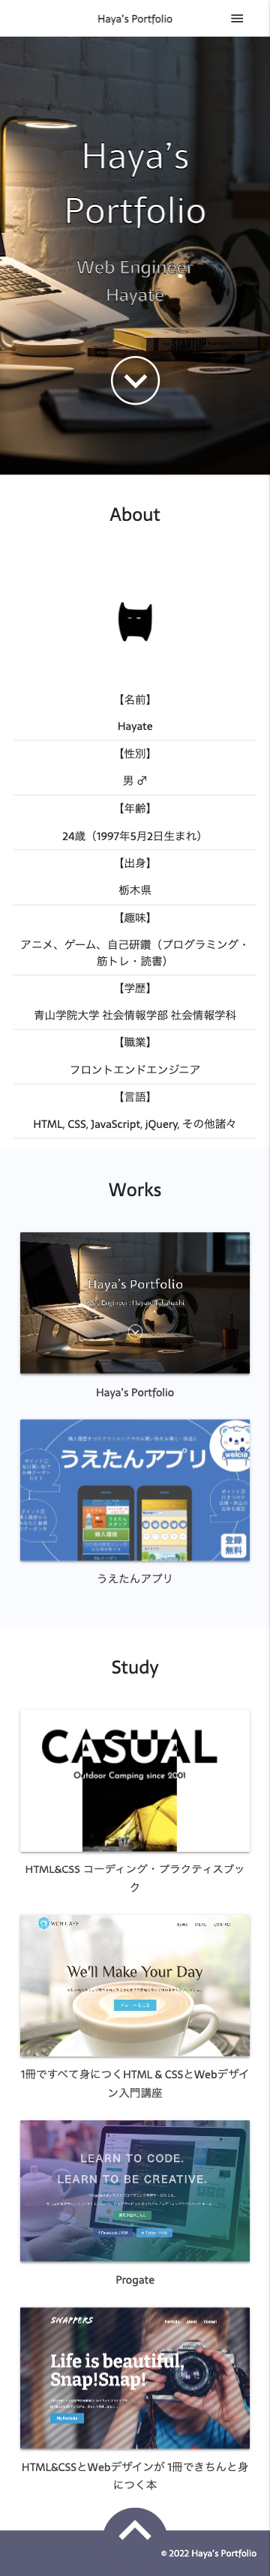 Haya's Portfolio
Haya's
Portfolio
Web Engineer
Hayate
STARTUP
About
【名前】
Hayate
【性別】
男 ♂
【年齢】
24歳（1997年5月2日生まれ）
【出身】
栃木県
【趣味】
アニメ、ゲーム、自己研鑽（プログラミング・
筋トレ・読書）
【学歴】
青山学院大学 社会情報学部 社会情報学科
【職業】
フロントエンドエンジニア
【言語】
HTML, CSS, JavaScript, jQuery, その他諸々
Works
Haya's Portfolio
Haya's Portfolio
うえたんアプリ
welcia
購入履歴
登録
無料
うえたんアプリ
Study
CASUAL
Outdoor Camping since 2001
HTML&CSS コーディング・プラクティスブッ
ク
WCB CAFE
We'll Make Your Day
1冊ですべて身につくHTML & CSSとWebデザイ
ン入門講座
LEARN TO CODE.
LEARN TO BE CREATIVE.
Progate
SNAPPERS
Life is beautiful,
Snap!Snap!
HTML&CSSとWebデザインが 1冊できちんと身
につく本
© 2022 Haya's Portfolio